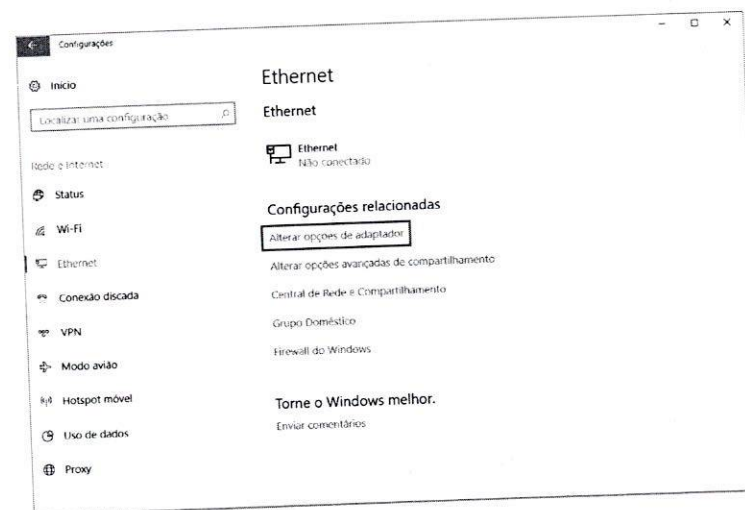 Configurações
Início
Localizar uma configuração
Rede e Internet
Status
Wi-Fi
Ethernet
Conexão discada
VPN
Modo avião
Hotspot móvel
Uso de dados
Proxy
Ethernet
Ethernet
Ethernet
Não conectado
Configurações relacionadas
Alterar opções de adaptador
Alterar opções avançadas de compartilhamento
Central de Rede e Compartilhamento
Grupo Doméstico
Firewall do Windows
Torne o Windows melhor.
Enviar comentários